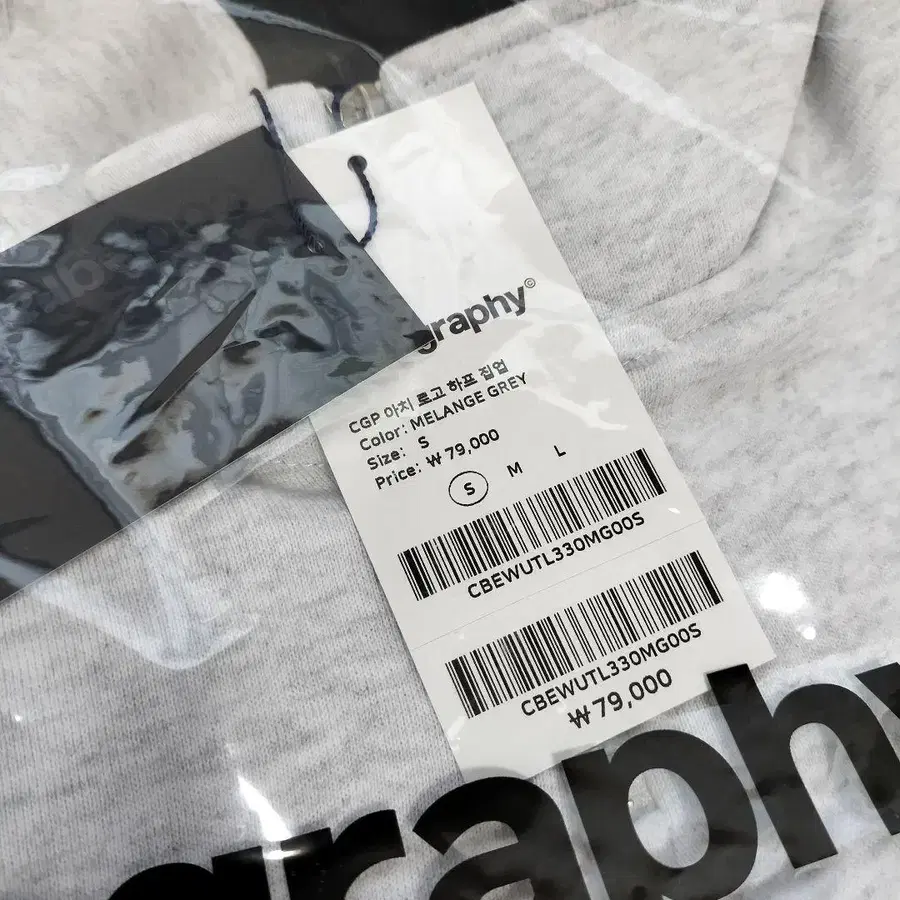 graphy©
CGP 아치 로고 하프 집업
Color: MELANGE GREY
Size: S
Price: ₩ 79,000
S M L
CBEWUTL330MG00S
CBEWUTL330MG00S
₩79,000
graphy